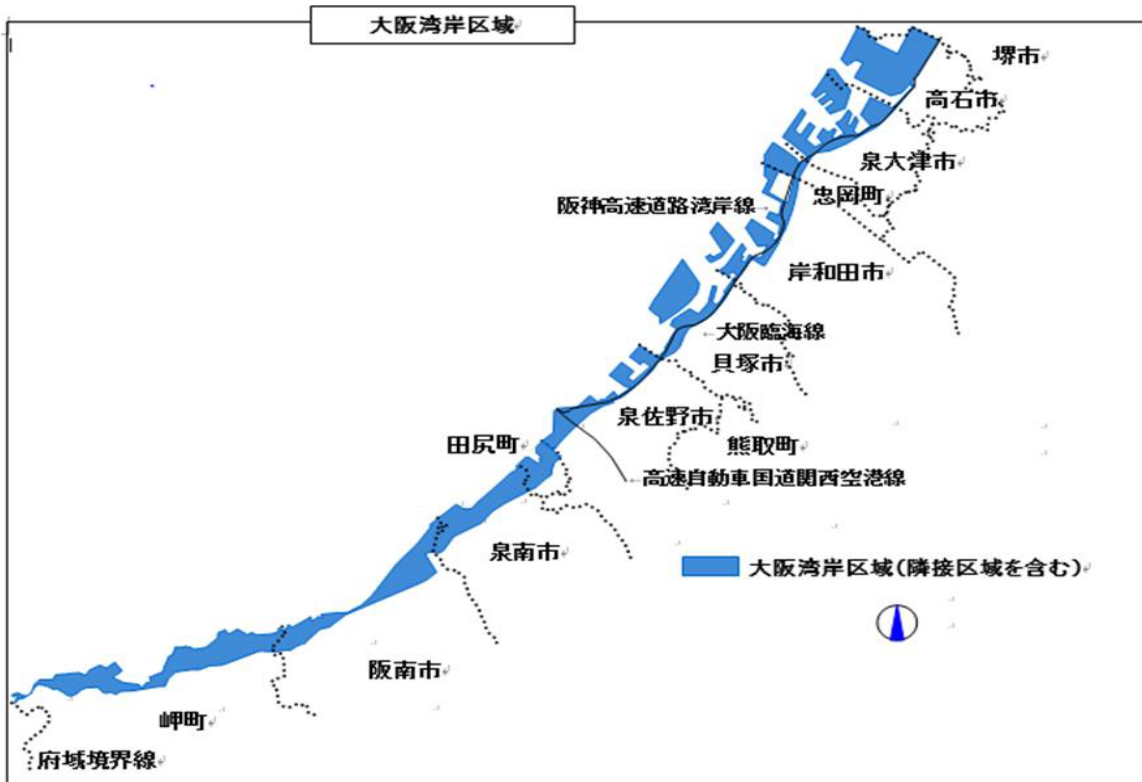 大阪湾岸区域
堺市
高石市
泉大津市
忠岡町
阪神高速道路湾岸線
岸和田市
大阪臨海線
貝塚市
泉佐野市
田尻町
熊取町
高速自動車国道関西空港線
泉南市
大阪湾岸区域(隣接区域を含む)
阪南市
岬町
府域境界線